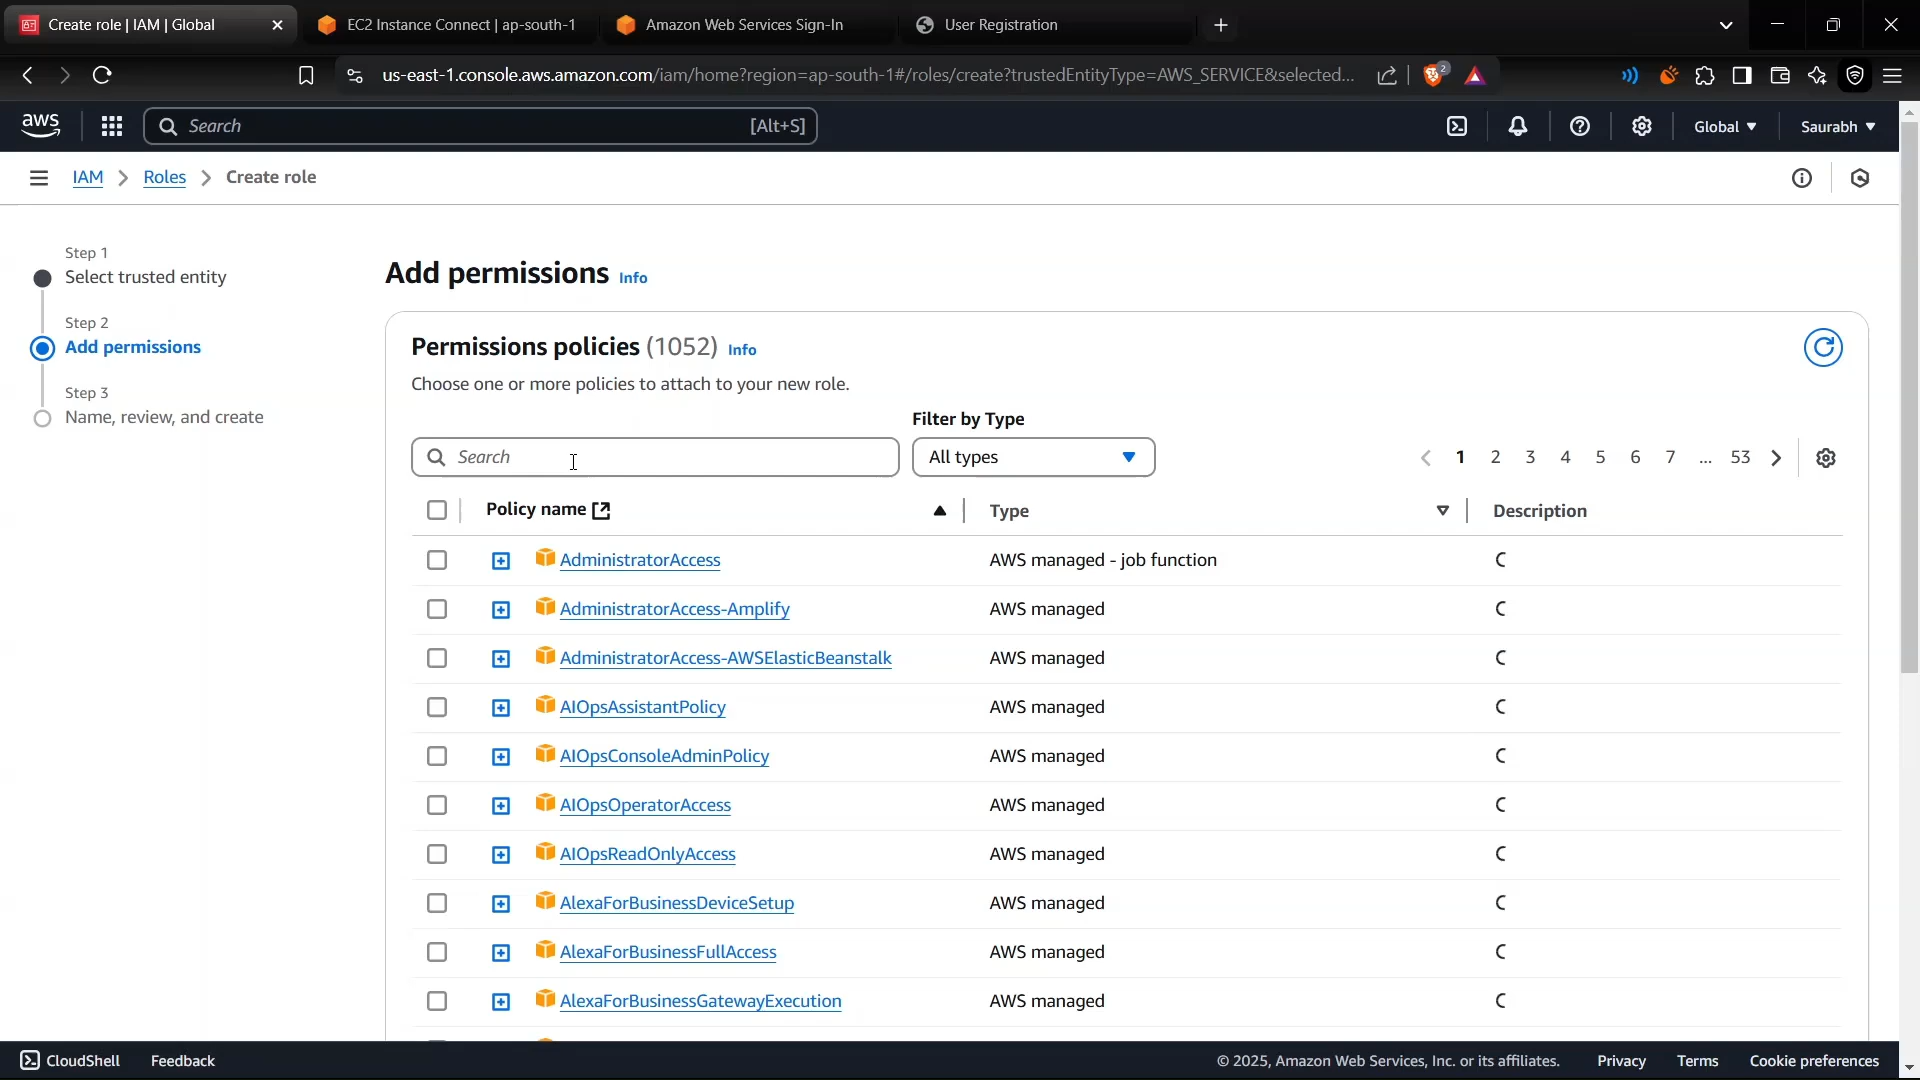 Create role | IAM | Global
EC2 Instance Connect | ap-south-1
Amazon Web Services Sign-In
User Registration
us-east-1.console.aws.amazon.com/iam/home?region=ap-south-1#/roles/create?trustedEntityType=AWS_SERVICE&selected...
2
aws
Search
[Alt+S]
Global
Saurabh
IAM
Roles
Create role
Step 1
Select trusted entity
Step 2
Add permissions
Step 3
Name, review, and create
Add permissions Info
Permissions policies (1052) Info
Choose one or more policies to attach to your new role.
Filter by Type
Search
All types
1 2 3 4 5 6 7 ... 53
Policy name
Type
Description
AdministratorAccess
AWS managed - job function
AdministratorAccess-Amplify
AWS managed
AdministratorAccess-AWSElasticBeanstalk
AWS managed
AIOpsAssistantPolicy
AWS managed
AIOpsConsoleAdminPolicy
AWS managed
AIOpsOperatorAccess
AWS managed
AIOpsReadOnlyAccess
AWS managed
AlexaForBusinessDeviceSetup
AWS managed
AlexaForBusinessFullAccess
AWS managed
AlexaForBusinessGatewayExecution
AWS managed
CloudShell
Feedback
© 2025, Amazon Web Services, Inc. or its affiliates.
Privacy
Terms
Cookie preferences